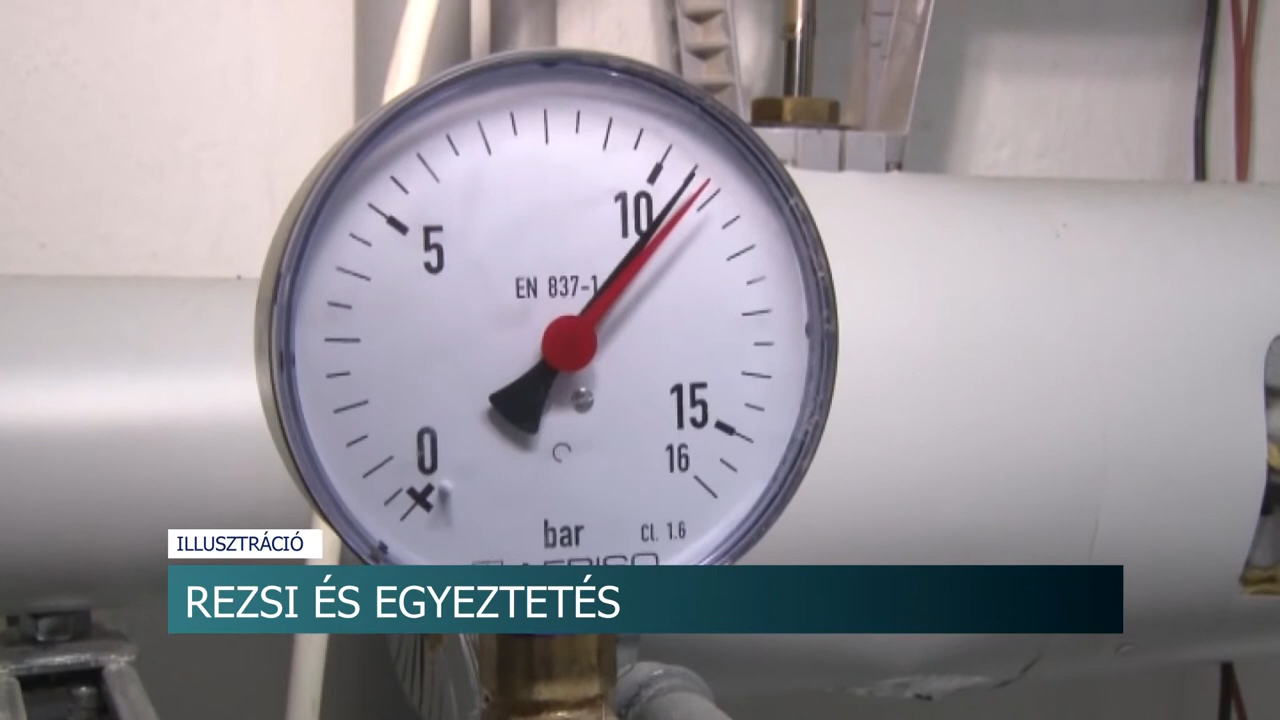 5
10
EN 837-1
0
15
16
bar
Cl. 1.6
ILLUSZTRÁCIÓ
REZSI ÉS EGYEZTETÉS